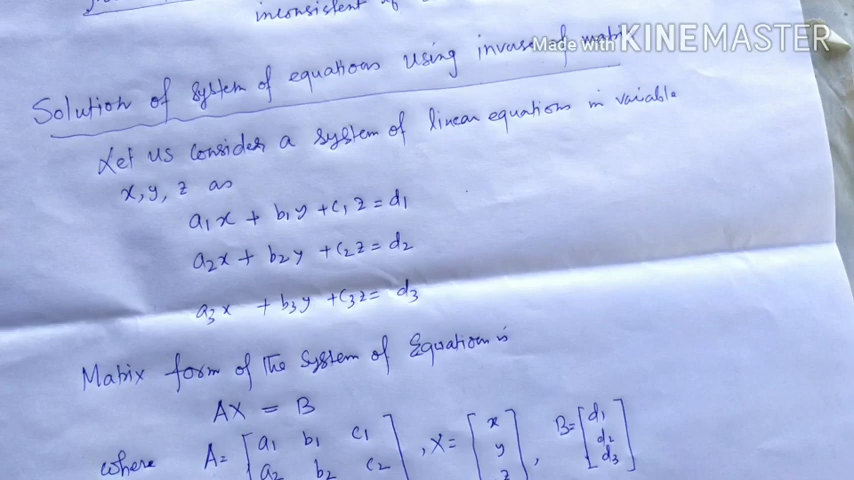 inconsistent
Made with KINEMASTER
Solution of system of equations using inverse of
Let us consider a system of linear equations in variable
x, y, z as
a₁x + b₁y + c₁z = d₁
a₂x + b₂y + c₂z = d₂
a₃x + b₃y + c₃z = d₃
Matrix form of the system of Equation is
AX = B
where A = [a₁ b₁ c₁ , X = [x y z] , B = [d₁ d₂ d₃]
a₂ b₂ c₂